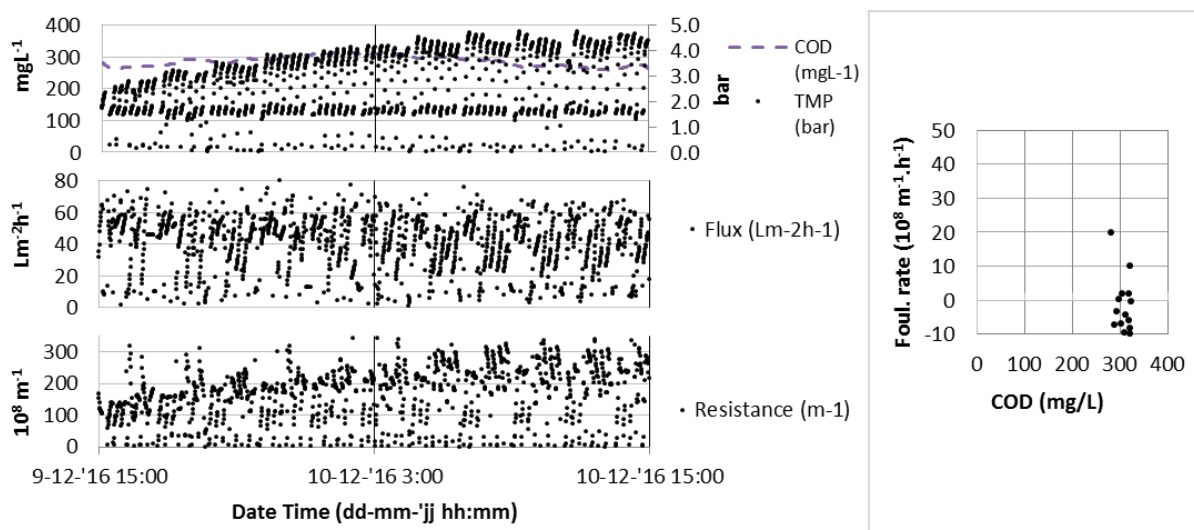 400
300
200
100
0
mgL-1
5.0
4.0
3.0
2.0
1.0
0.0
bar
COD
(mgL-1)
TMP
(bar)
80
60
40
20
0
Lm-2h-1
Flux (Lm-2h-1)
300
200
100
0
10⁸ m-1
Resistance (m-1)
9-12-'16 15:00
10-12-'16 3:00
10-12-'16 15:00
Date Time (dd-mm-'jj hh:mm)
50
40
30
20
10
0
-10
Foul. rate (10⁸ m-1.h-1)
0 100 200 300 400
COD (mg/L)